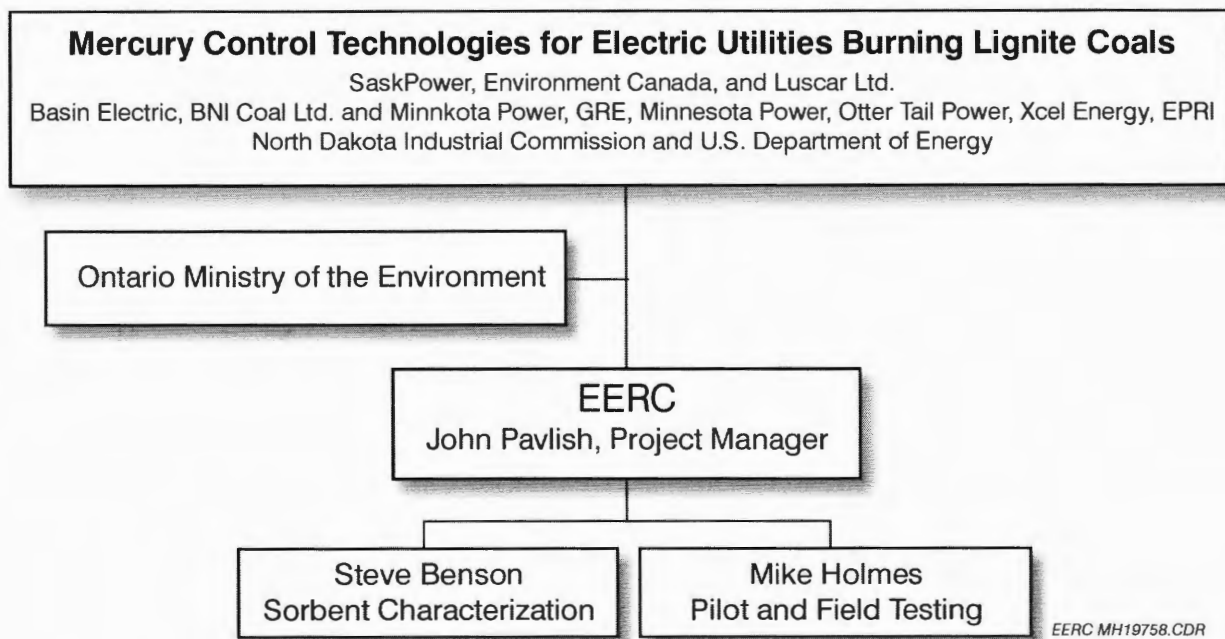 Mercury Control Technologies for Electric Utilities Burning Lignite Coals
SaskPower, Environment Canada, and Luscar Ltd.
Basin Electric, BNI Coal Ltd. and Minnkota Power, GRE, Minnesota Power, Otter Tail Power, Xcel Energy, EPRI
North Dakota Industrial Commission and U.S. Department of Energy
Ontario Ministry of the Environment
EERC
John Pavlish, Project Manager
Steve Benson
Sorbent Characterization
Mike Holmes
Pilot and Field Testing
EERC MH19758.CDR